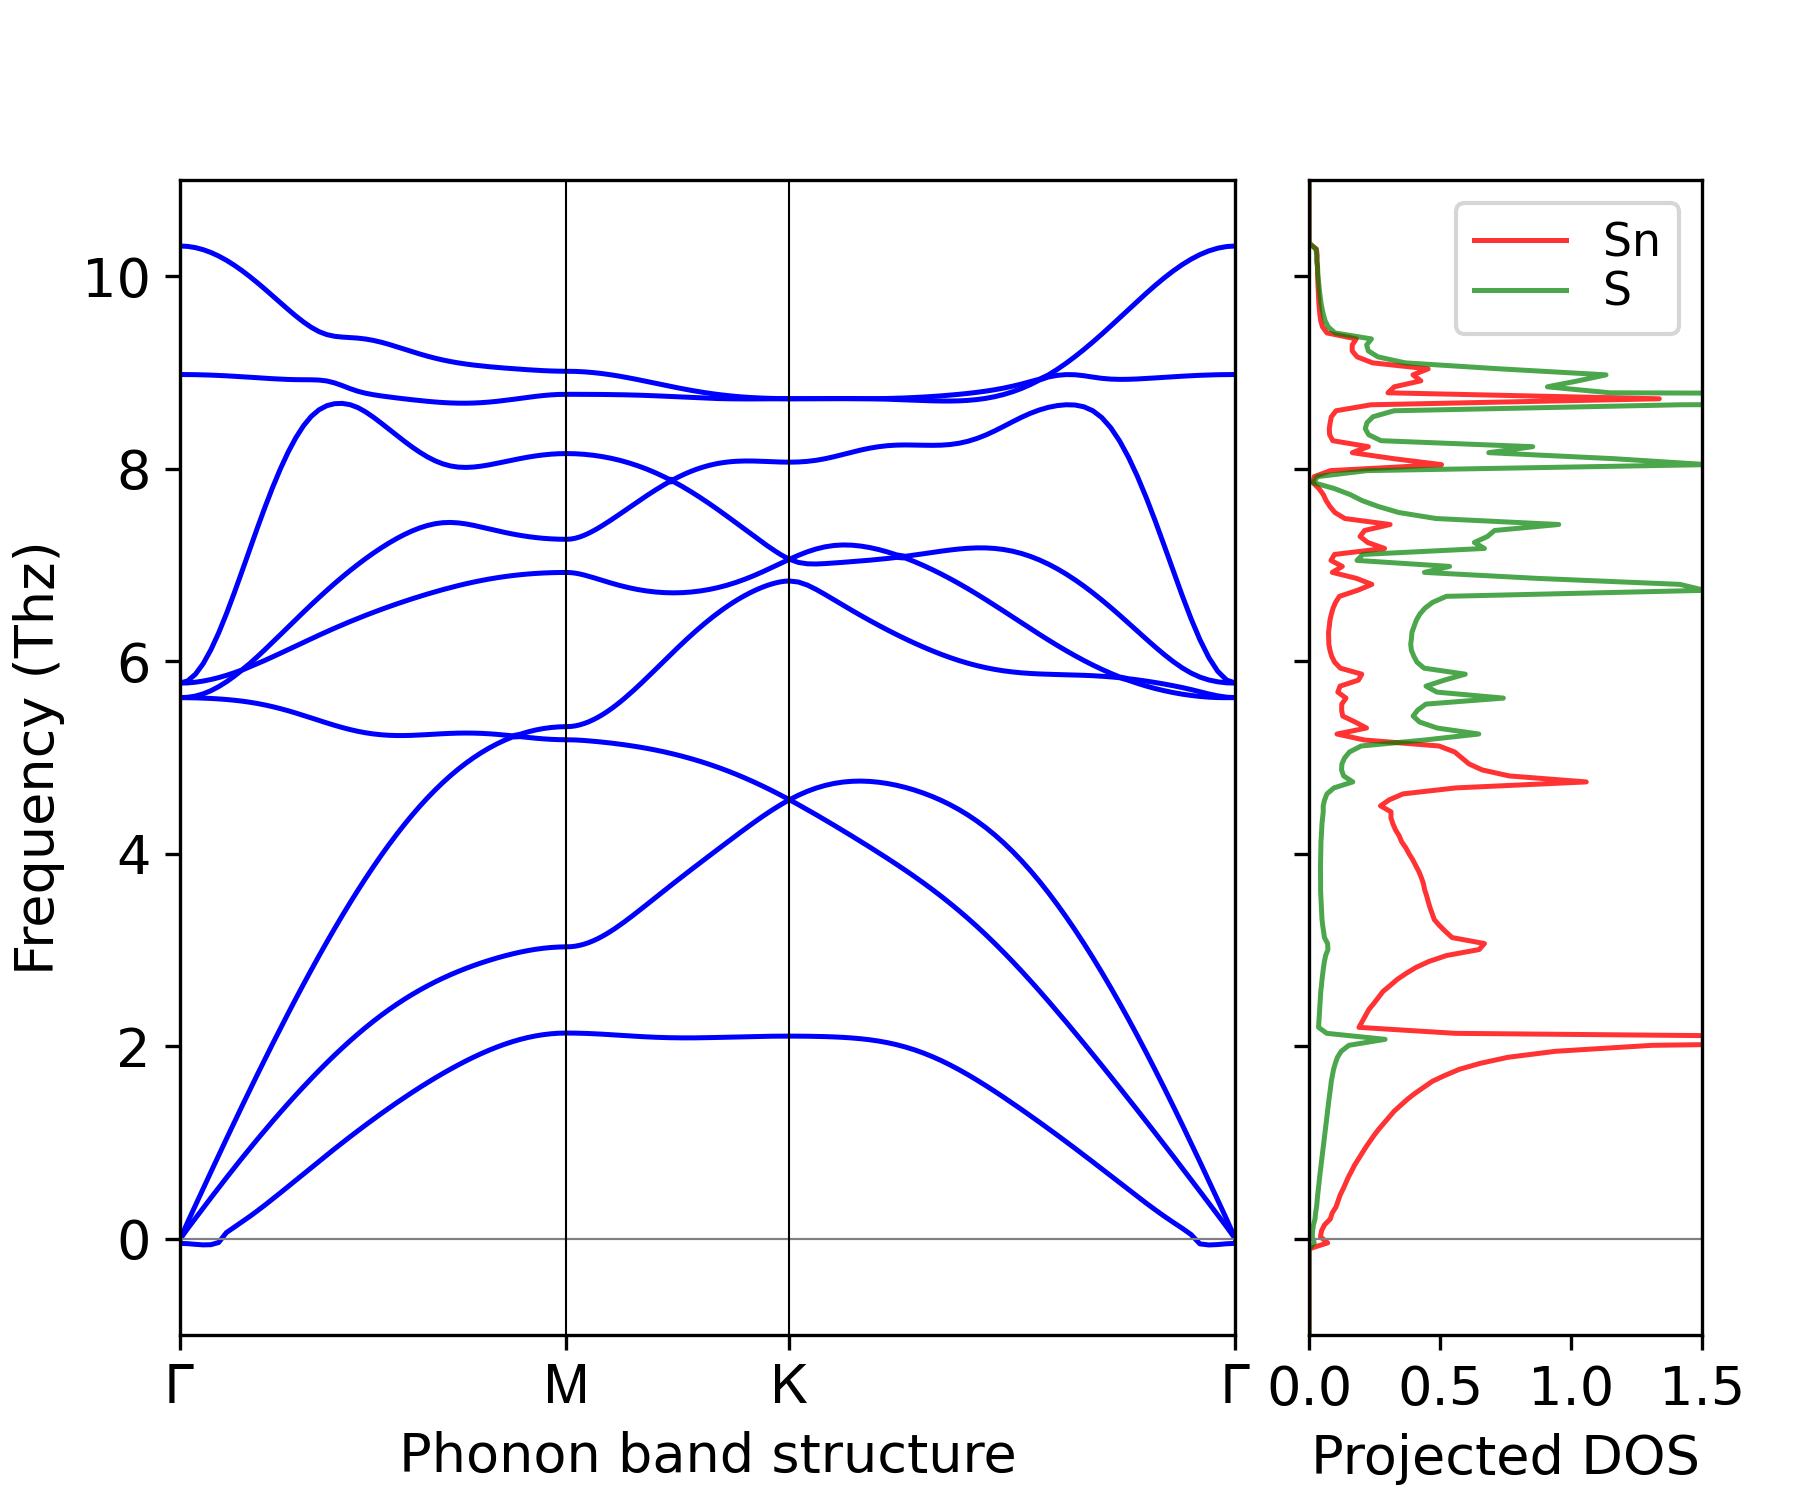 Sn
S
10
8
6
4
2
0
Frequency (Thz)
Γ M K Γ
0.0 0.5 1.0 1.5
Phonon band structure
Projected DOS